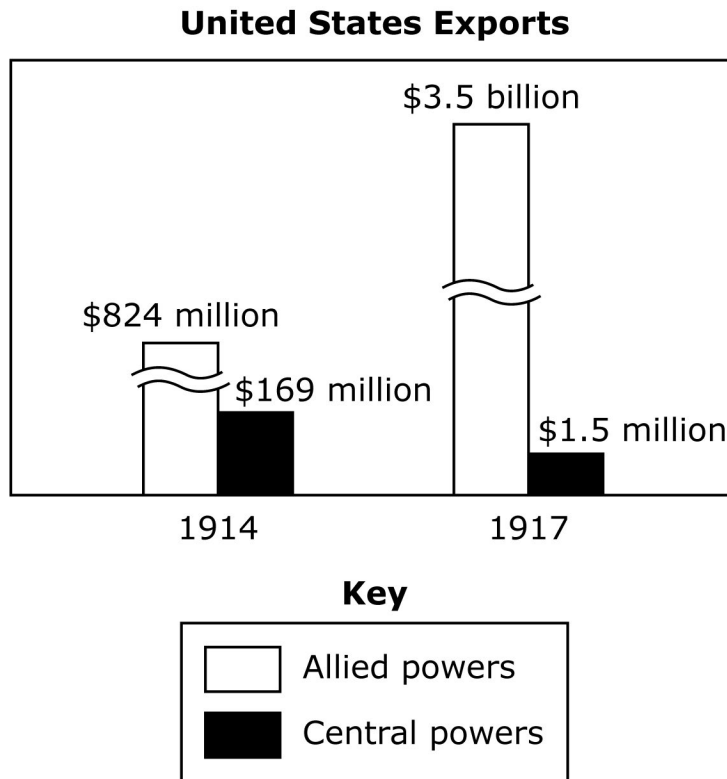 United States Exports
$3.5 billion
$824 million
$169 million
$1.5 million
1914
1917
Key
Allied powers
Central powers